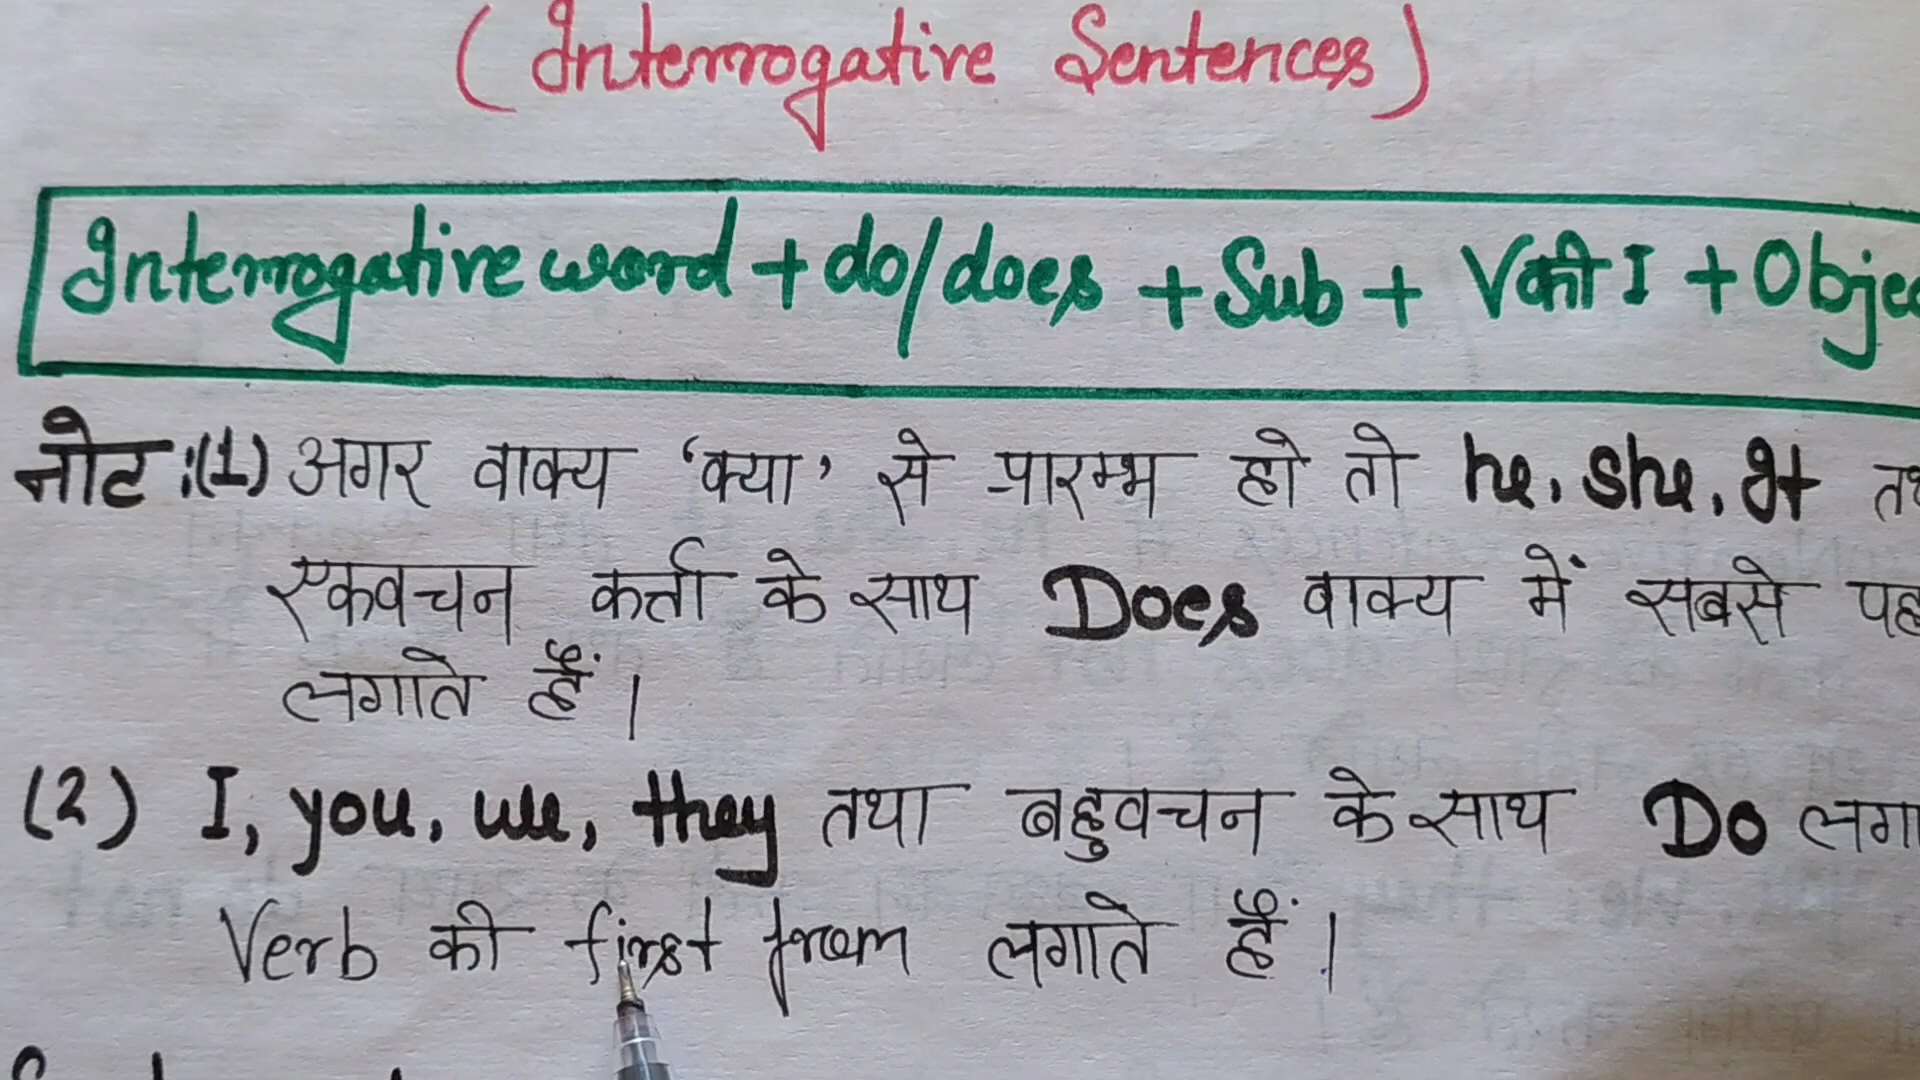 (Interrogative Sentences)
Interrogative word + do/does + Sub + V की I + Objec
नोट :(1) अगर वाक्य 'क्या' से प्रारम्भ हो तो he, she, It
एकवचन कर्ता के साथ Does वाक्य में सबसे पह
लगाते हैं।
(2) I, you, we, they तथा बहुवचन के साथ Do लगा
Verb की first from लगाते हैं।